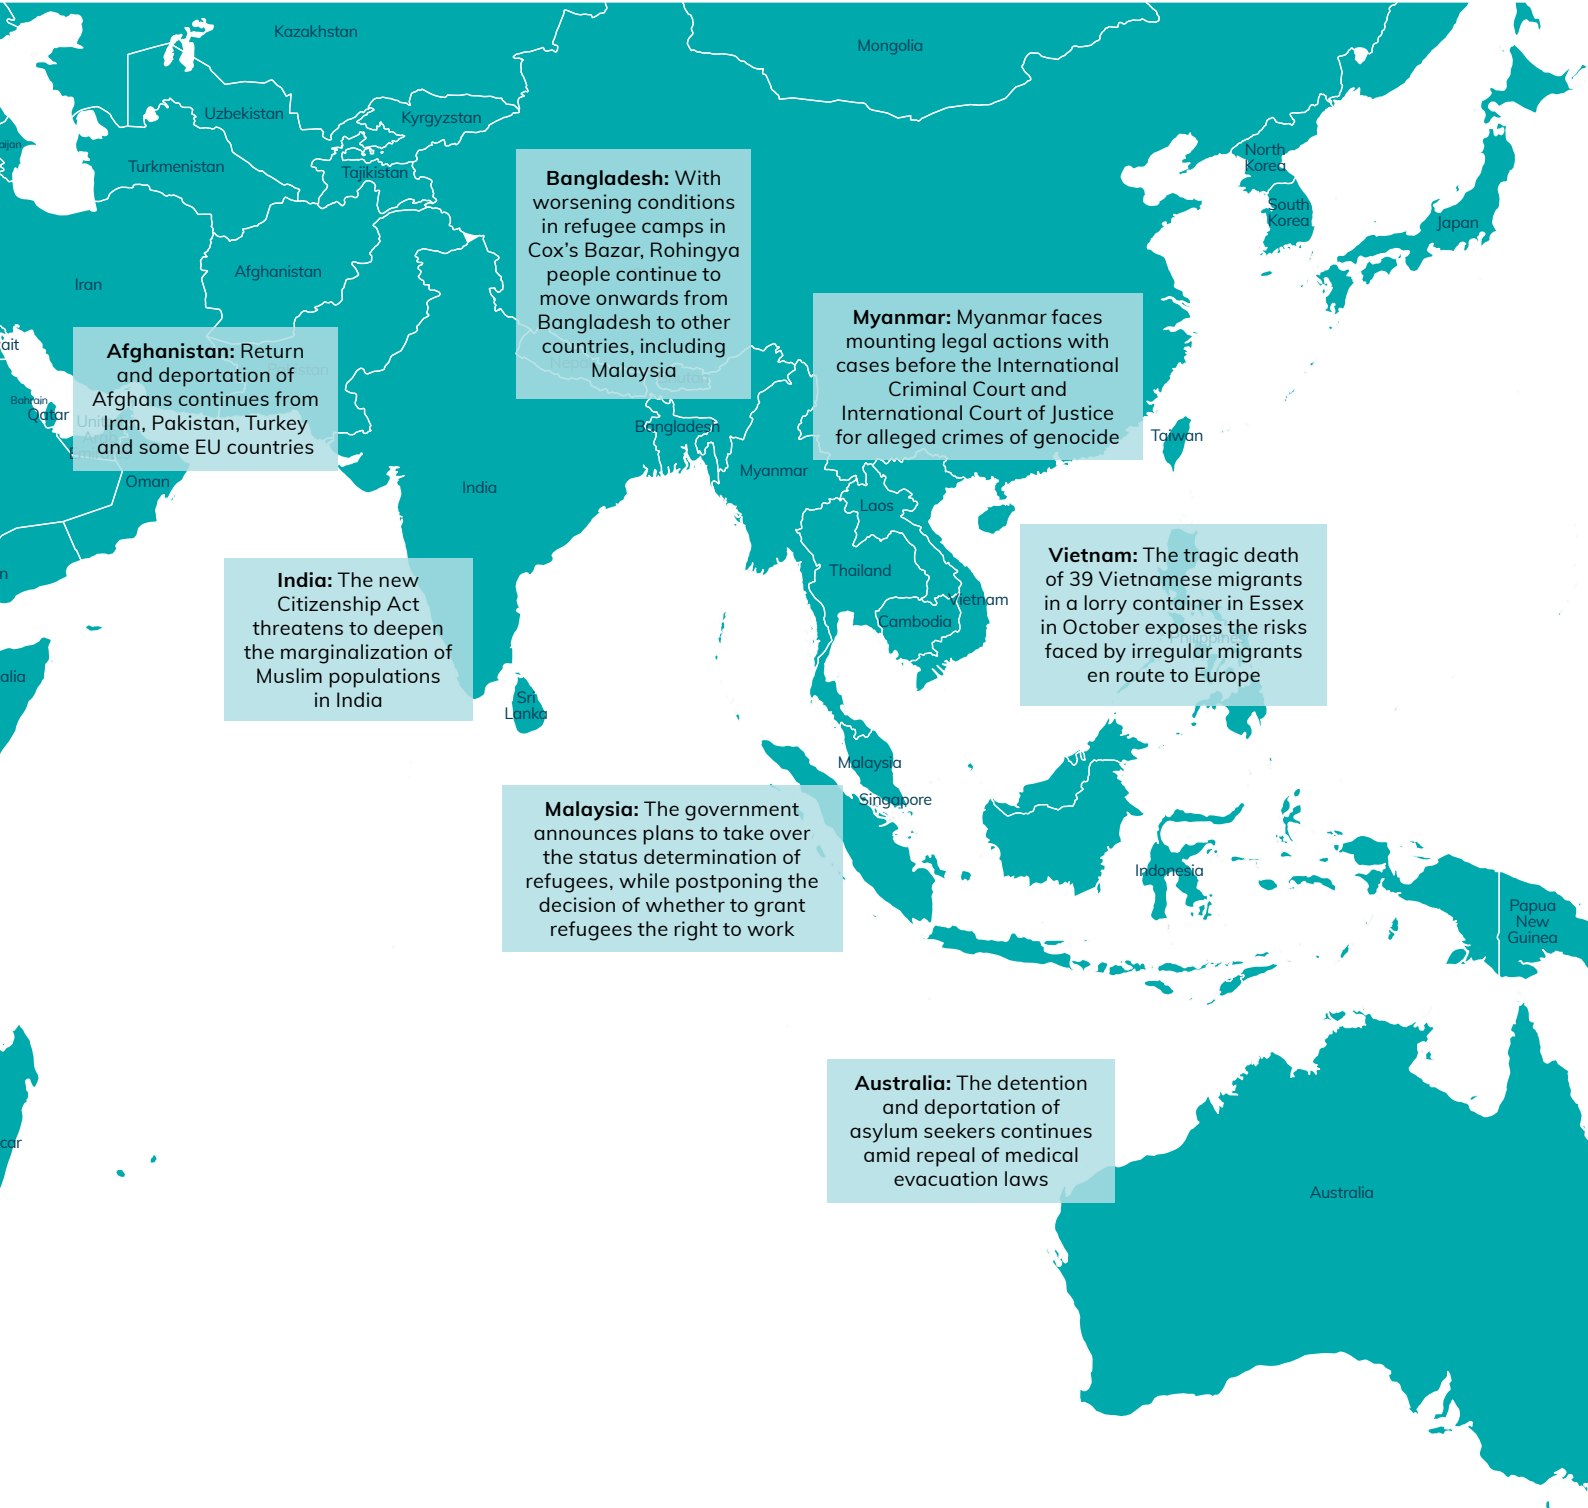 Kazakhstan
Mongolia
Uzbekistan
Kyrgyzstan
aijan
Turkmenistan
Tajikistan
North
Korea
South
Korea
Japan
Afghanistan
Iran
Bangladesh: With
worsening conditions
in refugee camps in
Cox’s Bazar, Rohingya
people continue to
move onwards from
Bangladesh to other
countries, including
Malaysia
Myanmar: Myanmar faces
mounting legal actions with
cases before the International
Criminal Court and
International Court of Justice
for alleged crimes of genocide
ait
Afghanistan: Return
and deportation of
Afghans continues from
Iran, Pakistan, Turkey
and some EU countries
Bahrain
Qatar
Oman
Bangladesh
Taiwan
Myanmar
India
Laos
Thailand
Vietnam
Cambodia
Vietnam: The tragic death
of 39 Vietnamese migrants
in a lorry container in Essex
in October exposes the risks
faced by irregular migrants
en route to Europe
Philippines
n
India: The new
Citizenship Act
threatens to deepen
the marginalization of
Muslim populations
in India
alia
Sri
Lanka
Malaysia
Singapore
Malaysia: The government
announces plans to take over
the status determination of
refugees, while postponing the
decision of whether to grant
refugees the right to work
Indonesia
Papua
New
Guinea
Australia: The detention
and deportation of
asylum seekers continues
amid repeal of medical
evacuation laws
car
Australia